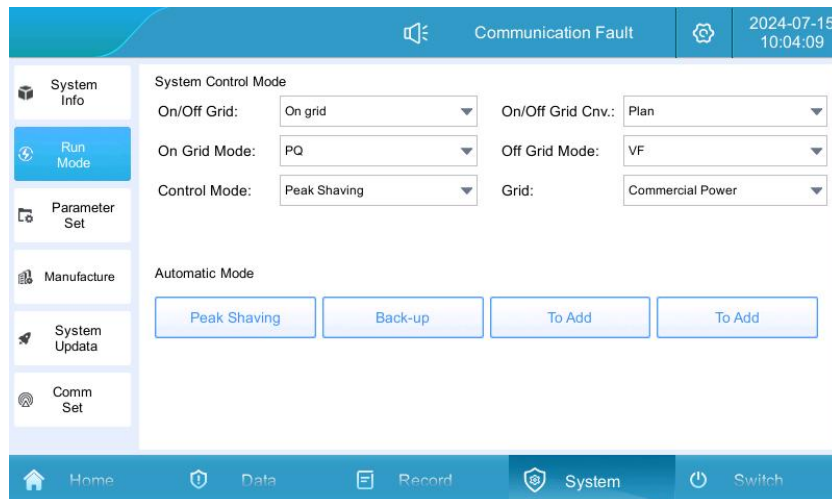 Communication Fault
2024-07-15
10:04:09
System
Info
Run
Mode
Parameter
Set
Manufacture
System
Updata
Comm
Set
System Control Mode
On/Off Grid: On grid On/Off Grid Cnv.: Plan
On Grid Mode: PQ Off Grid Mode: VF
Control Mode: Peak Shaving Grid: Commercial Power
Automatic Mode
Peak Shaving Back-up To Add To Add
Home Data Record System Switch